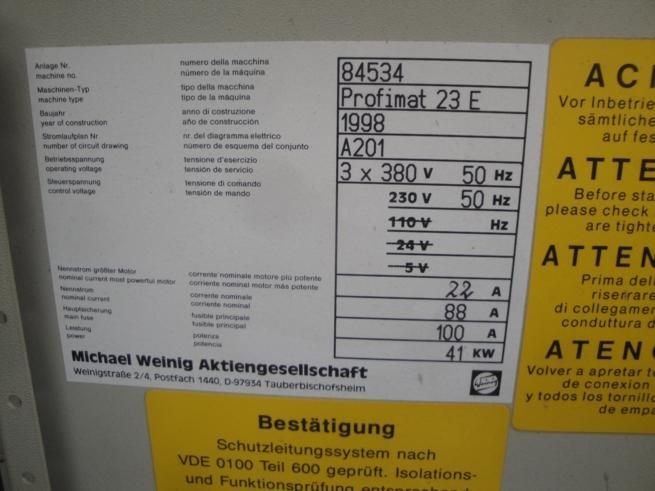 Anlage Nr. numero della macchina 84534
machine no. número de la máquina
Maschinen-Typ tipo della macchina Profimat 23 E
machine type tipo de la máquina
Baujahr anno di costruzione 1998
year of construction año de construcción
Stromlaufplan Nr. nr. del diagramma elettrico A201
number of circuit drawing número de esquema del conjunto
Betriebsspannung tensione d'esercizio 3 x 380 V 50 Hz
operating voltage tensión de servicio
Steuerspannung tensione di comando 230 V 50 Hz
control voltage tensión de mando
110 V Hz
24 V
5 V
Nennstrom größter Motor corrente nominale motore più potente 22 A
nominal current most powerful motor corriente nominal motor más potente
Nennstrom corrente nominale 88 A
nominal current corriente nominal
Hauptsicherung fusibile principale 100 A
main fuse fusible principal
Leistung potenza 41 KW
power potencia
Michael Weinig Aktiengesellschaft
Weinigstraße 2/4, Postfach 1440, D-97934 Tauberbischofsheim
AC
Vor Inbetrie
sämtliche
auf fes
ATTE
Before sta
please check
are tighte
ATTEN
Prima del
riserrare
di collegamen
conduttura d
ATEN
Volver a apretar t
de conexion
y todos los tornillo
de empa
Bestätigung
Schutzleitungssystem nach
VDE 0100 Teil 600 geprüft. Isolations-
und Funktionsprüfung entsprechend